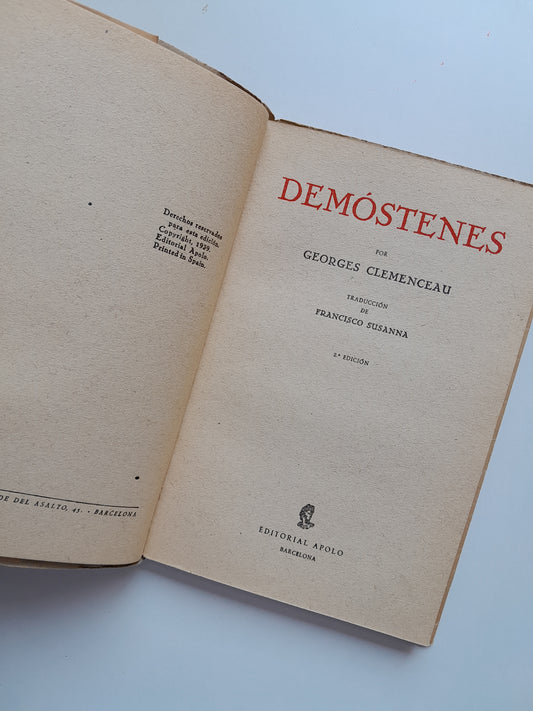 Derechos reservados
para esta edición.
Copyright, 1939.
Editorial Apolo.
Printed in Spain.
DE DEL ASALTO, 45. - BARCELONA
DEMÓSTENES
POR
GEORGES CLEMENCEAU
TRADUCCIÓN
DE
FRANCISCO SUSANNA
2.ª EDICIÓN
EDITORIAL APOLO
BARCELONA